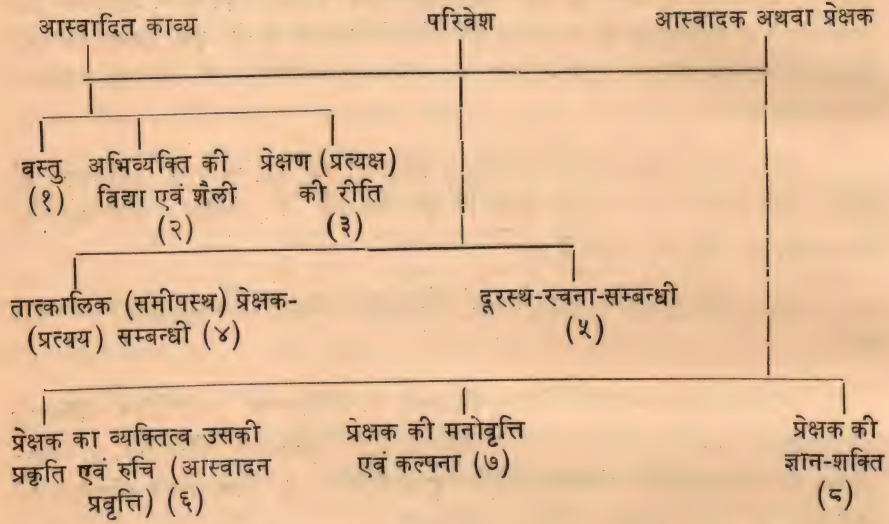 आस्वादित काव्य परिवेश आस्वादक अथवा प्रेक्षक
वस्तु अभिव्यक्ति की प्रेक्षण (प्रत्यक्ष)
(१) विद्या एवं शैली की रीति
(२) (३)
तात्कालिक (समीपस्थ) प्रेक्षक- दूरस्थ-रचना-सम्बन्धी
(प्रत्यय) सम्बन्धी (४) (५)
प्रेक्षक का व्यक्तित्व उसकी प्रेक्षक की मनोवृत्ति प्रेक्षक की
प्रकृति एवं रुचि (आस्वादन एवं कल्पना (७) ज्ञान-शक्ति
प्रवृत्ति) (६) (८)